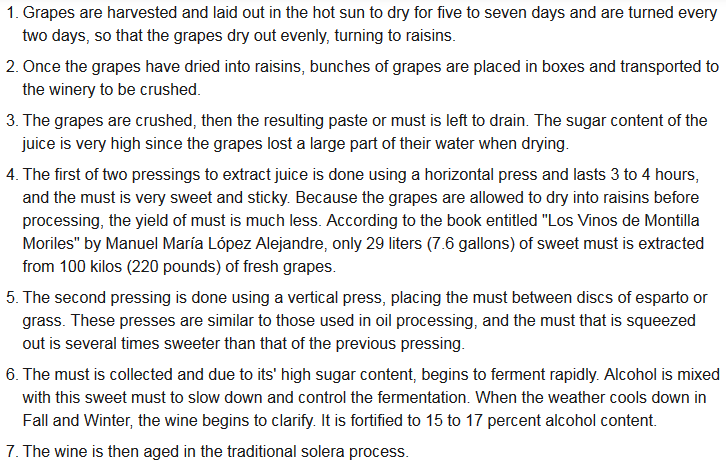 1. Grapes are harvested and laid out in the hot sun to dry for five to seven days and are turned every
two days, so that the grapes dry out evenly, turning to raisins.
2. Once the grapes have dried into raisins, bunches of grapes are placed in boxes and transported to
the winery to be crushed.
3. The grapes are crushed, then the resulting paste or must is left to drain. The sugar content of the
juice is very high since the grapes lost a large part of their water when drying.
4. The first of two pressings to extract juice is done using a horizontal press and lasts 3 to 4 hours,
and the must is very sweet and sticky. Because the grapes are allowed to dry into raisins before
processing, the yield of must is much less. According to the book entitled "Los Vinos de Montilla
Moriles" by Manuel María López Alejandre, only 29 liters (7.6 gallons) of sweet must is extracted
from 100 kilos (220 pounds) of fresh grapes.
5. The second pressing is done using a vertical press, placing the must between discs of esparto or
grass. These presses are similar to those used in oil processing, and the must that is squeezed
out is several times sweeter than that of the previous pressing.
6. The must is collected and due to its' high sugar content, begins to ferment rapidly. Alcohol is mixed
with this sweet must to slow down and control the fermentation. When the weather cools down in
Fall and Winter, the wine begins to clarify. It is fortified to 15 to 17 percent alcohol content.
7. The wine is then aged in the traditional solera process.